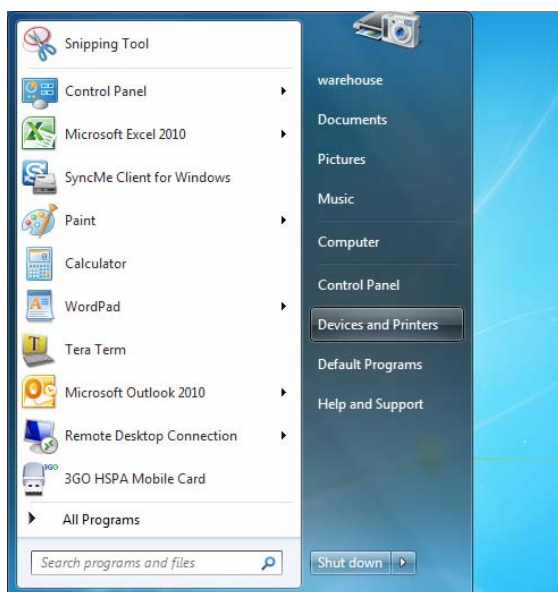 Snipping Tool
Control Panel
Microsoft Excel 2010
SyncMe Client for Windows
Paint
Calculator
WordPad
Tera Term
Microsoft Outlook 2010
Remote Desktop Connection
3GO
3GO HSPA Mobile Card
All Programs
Search programs and files
warehouse
Documents
Pictures
Music
Computer
Control Panel
Devices and Printers
Default Programs
Help and Support
Shut down